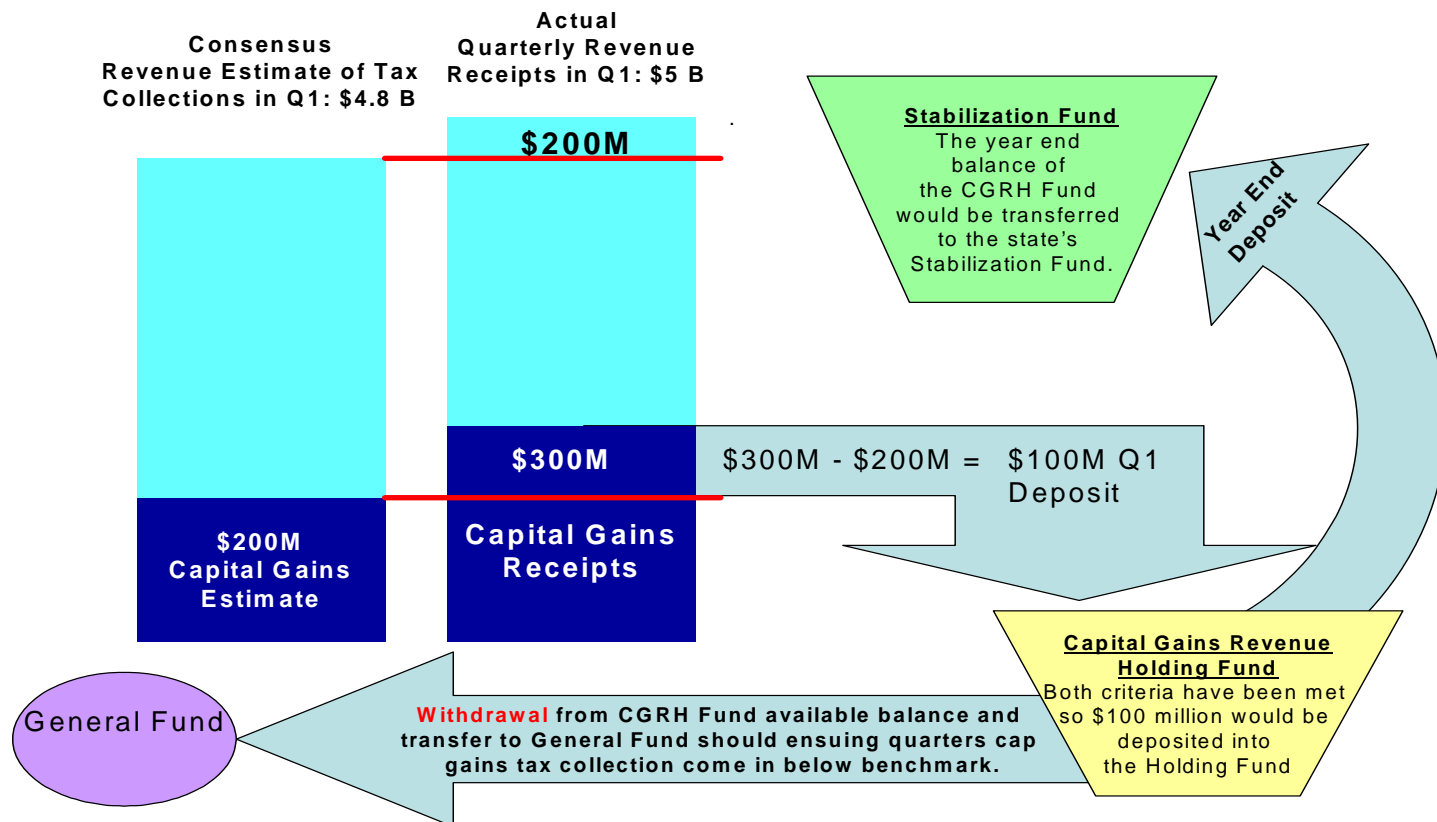 Consensus
Revenue Estimate of Tax
Collections in Q1: $4.8 B
Actual
Quarterly Revenue
Receipts in Q1: $5 B
.
$200M
Stabilization Fund
The year end
balance of
the CGRH Fund
would be transferred
to the state’s
Stabilization Fund.
Year End
Deposit
$300M
$300M - $200M = $100M Q1
Deposit
Capital Gains
Receipts
$200M
Capital Gains
Estimate
Capital Gains Revenue
Holding Fund
Both criteria have been met
so $100 million would be
deposited into
the Holding Fund
General Fund
Withdrawal from CGRH Fund available balance and
transfer to General Fund should ensuing quarters cap
gains tax collection come in below benchmark.